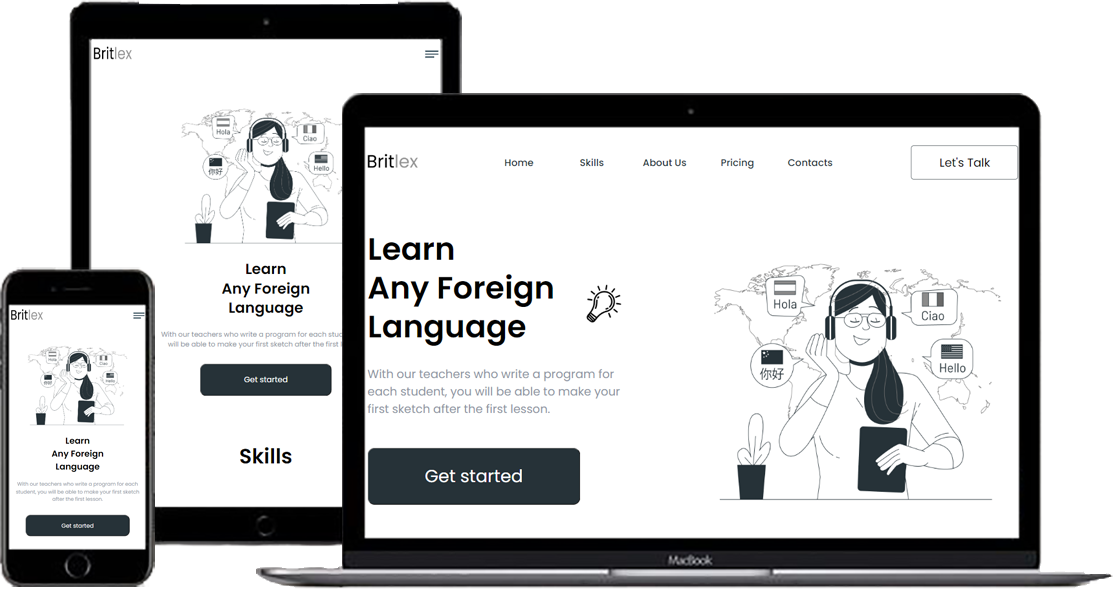 Britlex
Hola
Ciao
你好
Hello
Learn
Any Foreign
Language
With our teachers who write a program for each stu
will be able to make your first sketch after the first l
Get started
Skills
Britlex
Hola
Ciao
你好
Hello
Learn
Any Foreign
Language
With our teachers who write a program for each
student, you will be able to make your first sketch
after the first lesson.
Get started
Britlex
Home Skills About Us Pricing Contacts Let's Talk
Learn
Any Foreign
Language
With our teachers who write a program for
each student, you will be able to make your
first sketch after the first lesson.
Get started
Hola
Ciao
你好
Hello
MacBook